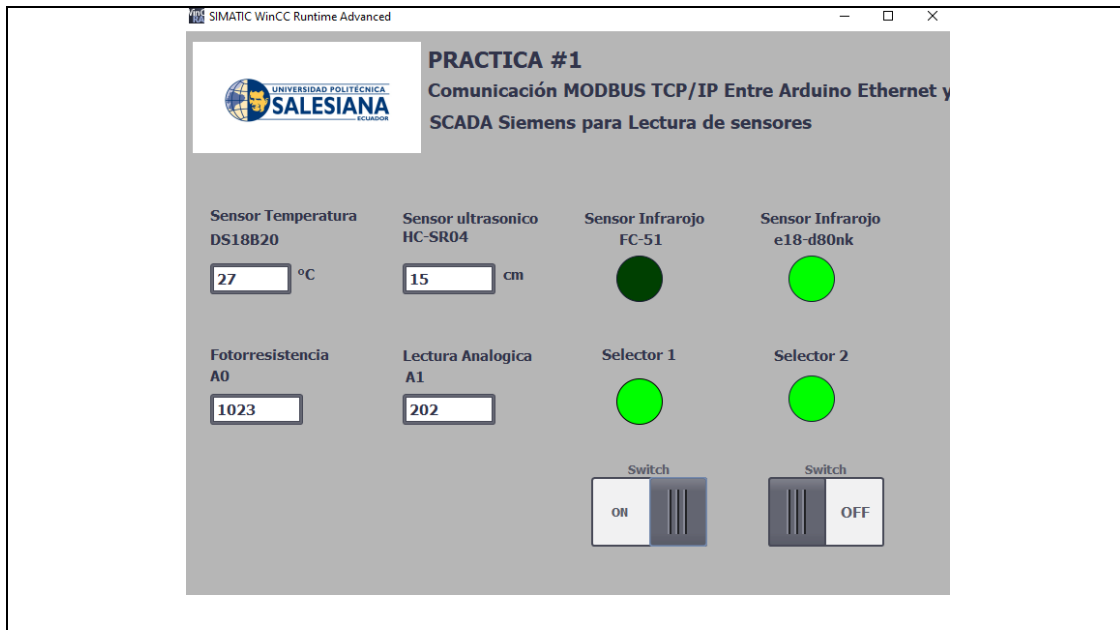 SIMATIC WinCC Runtime Advanced
UNIVERSIDAD POLITÉCNICA
SALESIANA
ECUADOR
PRACTICA #1
Comunicación MODBUS TCP/IP Entre Arduino Ethernet y
SCADA Siemens para Lectura de sensores
Sensor Temperatura
DS18B20
27 °C
Sensor ultrasonico
HC-SR04
15 cm
Sensor Infrarojo
FC-51
Sensor Infrarojo
e18-d80nk
Fotorresistencia
A0
1023
Lectura Analogica
A1
202
Selector 1
Selector 2
Switch
ON
Switch
OFF